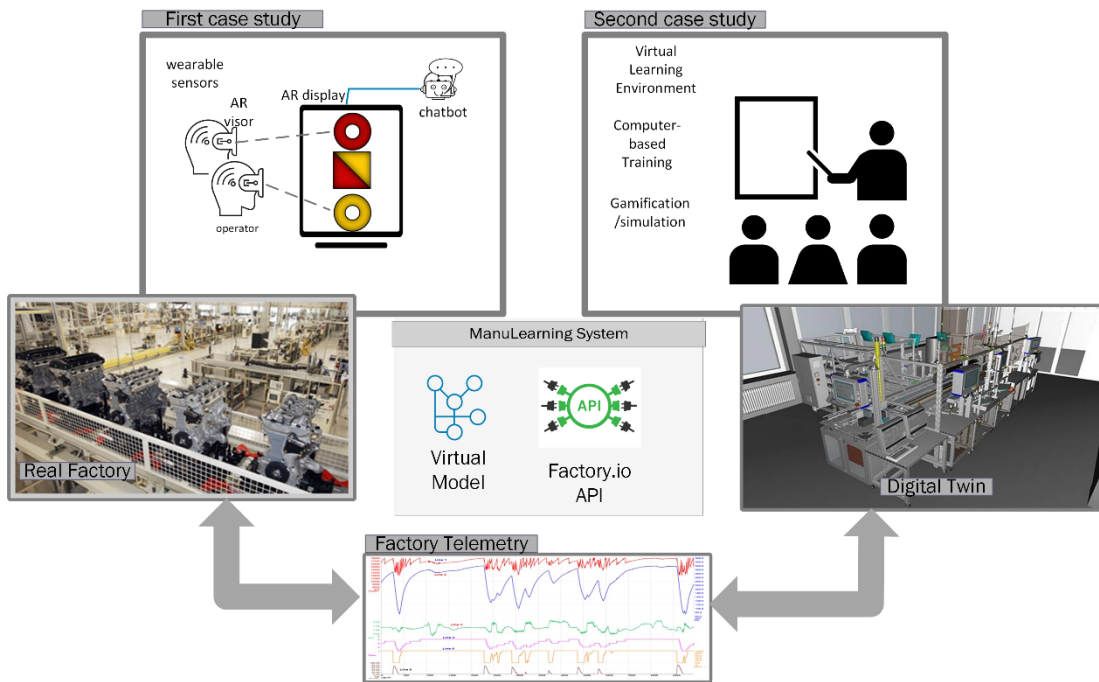 First case study
wearable
sensors
AR
visor
AR display
chatbot
operator
Second case study
Virtual
Learning
Environment
Computer-
based
Training
Gamification
/simulation
Real Factory
ManuLearning System
Virtual
Model
API
Factory.io
API
Digital Twin
Factory Telemetry